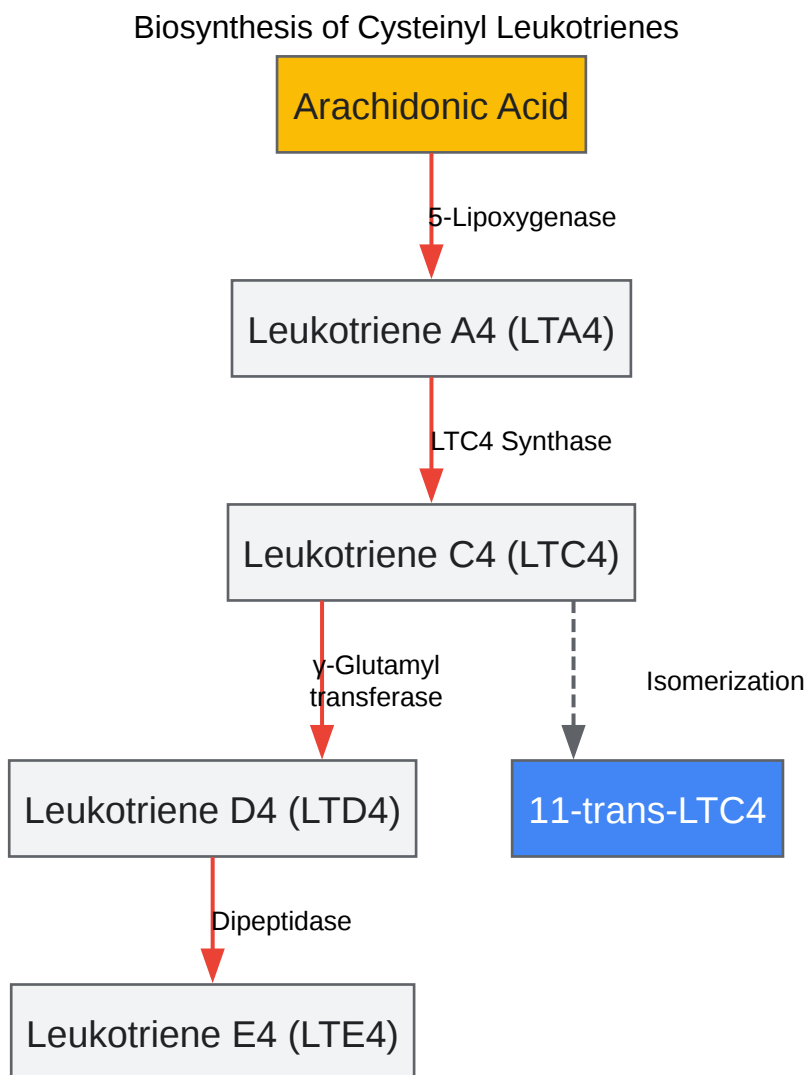 Biosynthesis of Cysteinyl Leukotrienes
Arachidonic Acid
5-Lipoxygenase
Leukotriene A4 (LTA4)
LTC4 Synthase
Leukotriene C4 (LTC4)
γ-Glutamyl
transferase
Isomerization
Leukotriene D4 (LTD4)
11-trans-LTC4
Dipeptidase
Leukotriene E4 (LTE4)